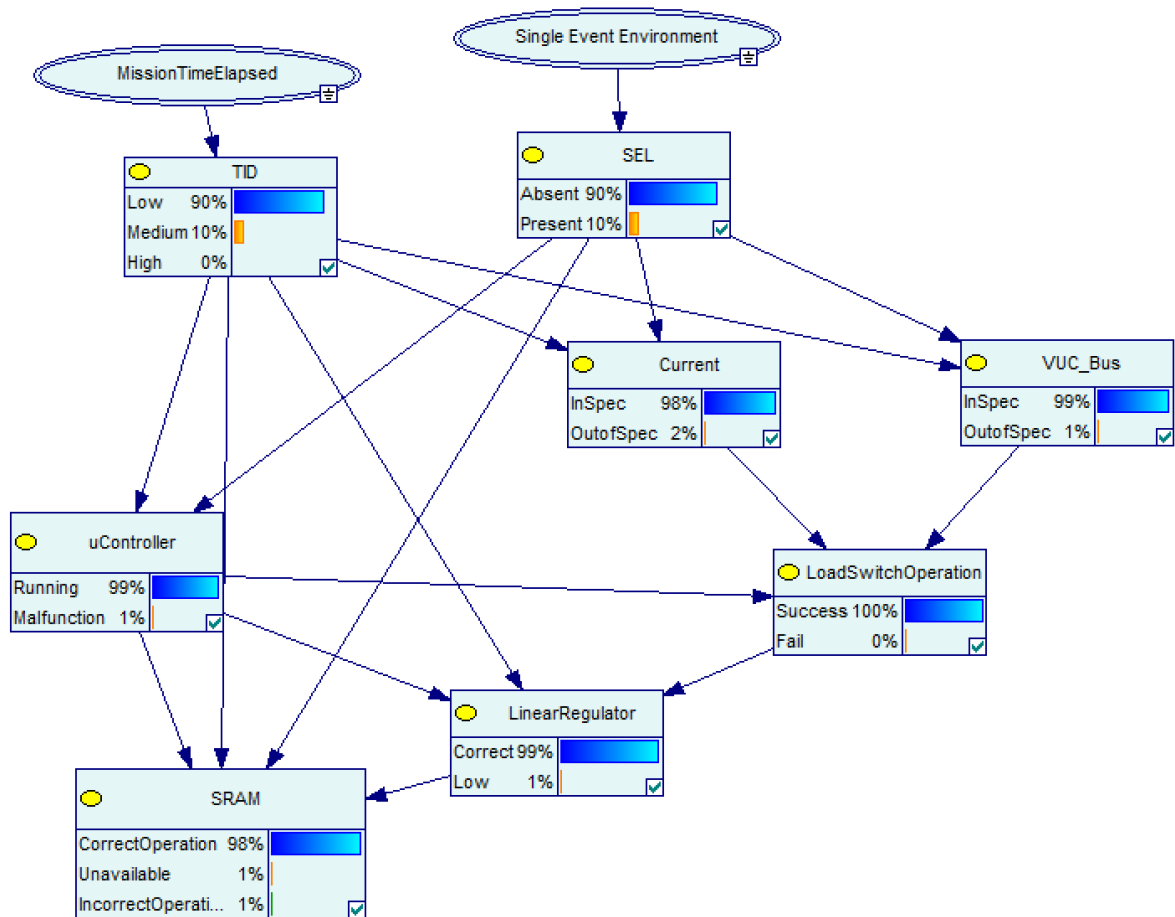 Single Event Environment
MissionTimeElapsed
SEL
Absent 90%
Present 10%
TID
Low 90%
Medium 10%
High 0%
Current
InSpec 98%
OutofSpec 2%
VUC_Bus
InSpec 99%
OutofSpec 1%
uController
Running 99%
Malfunction 1%
LoadSwitchOperation
Success 100%
Fail 0%
LinearRegulator
Correct 99%
Low 1%
SRAM
CorrectOperation 98%
Unavailable 1%
IncorrectOperati... 1%